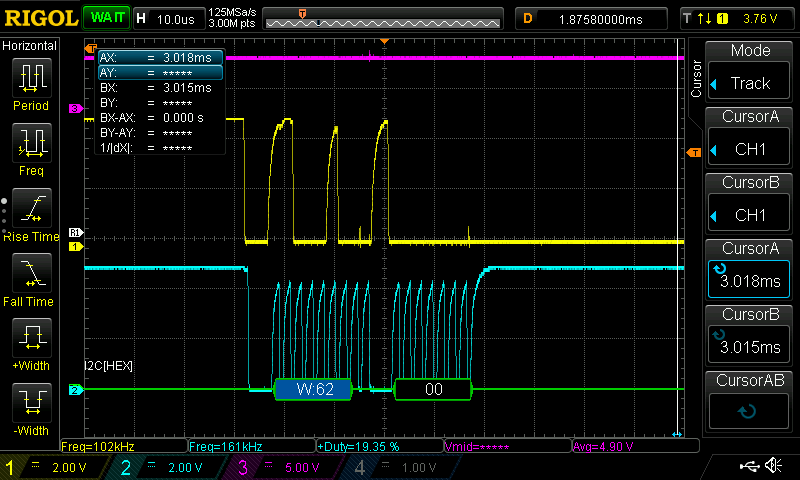 RIGOL WAIT H 10.0us 125MSa/s 3.00M pts T D 1.87580000ms T 1 3.76 V
Horizontal
Period
Freq
Rise Time
Fall Time
+Width
-Width
T
AX: = 3.018ms
AY: = *****
BX: = 3.015ms
BY: = *****
BX-AX: = 0.000 s
BY-AY: = *****
1/|dX|: = *****
3
R1
1
T
I2C[HEX]
2
W:62 00
Cursor
Mode
Track
CursorA
CH1
CursorB
CH1
CursorA
3.018ms
CursorB
3.015ms
CursorAB
Freq=102kHz Freq=161kHz +Duty=19.35 % Vmid=***** Avg=4.90 V
1 = 2.00 V 2 = 2.00 V 3 = 5.00 V 4 = 1.00 V